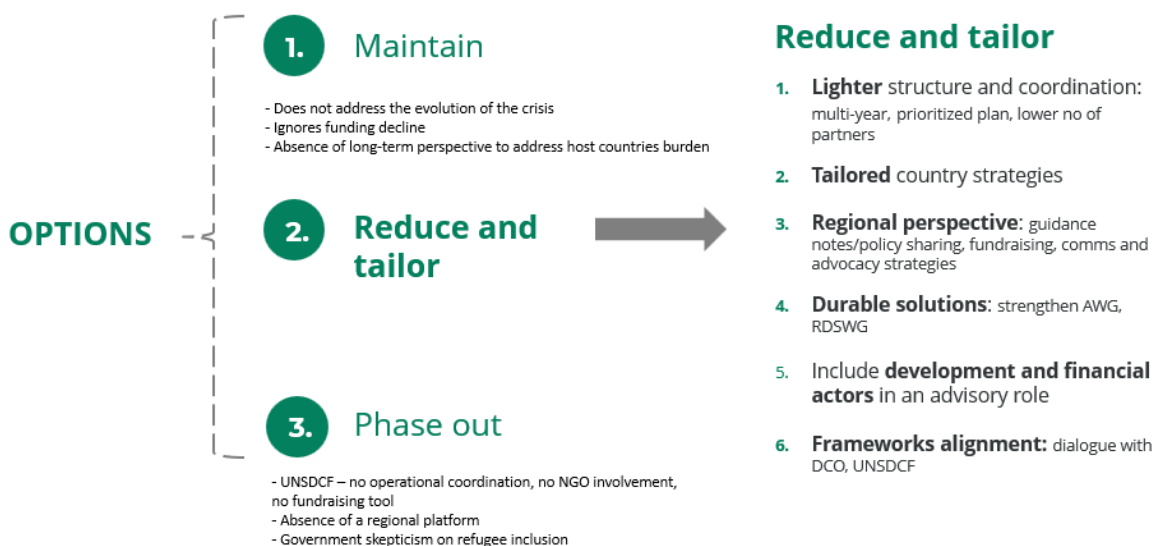 OPTIONS
1. Maintain
- Does not address the evolution of the crisis
- Ignores funding decline
- Absence of long-term perspective to address host countries burden
2. Reduce and
tailor
3. Phase out
- UNSDCF – no operational coordination, no NGO involvement,
no fundraising tool
- Absence of a regional platform
- Government skepticism on refugee inclusion
Reduce and tailor
1. Lighter structure and coordination:
multi-year, prioritized plan, lower no of
partners
2. Tailored country strategies
3. Regional perspective: guidance
notes/policy sharing, fundraising, comms and
advocacy strategies
4. Durable solutions: strengthen AWG,
RDSWG
5. Include development and financial
actors in an advisory role
6. Frameworks alignment: dialogue with
DCO, UNSDCF